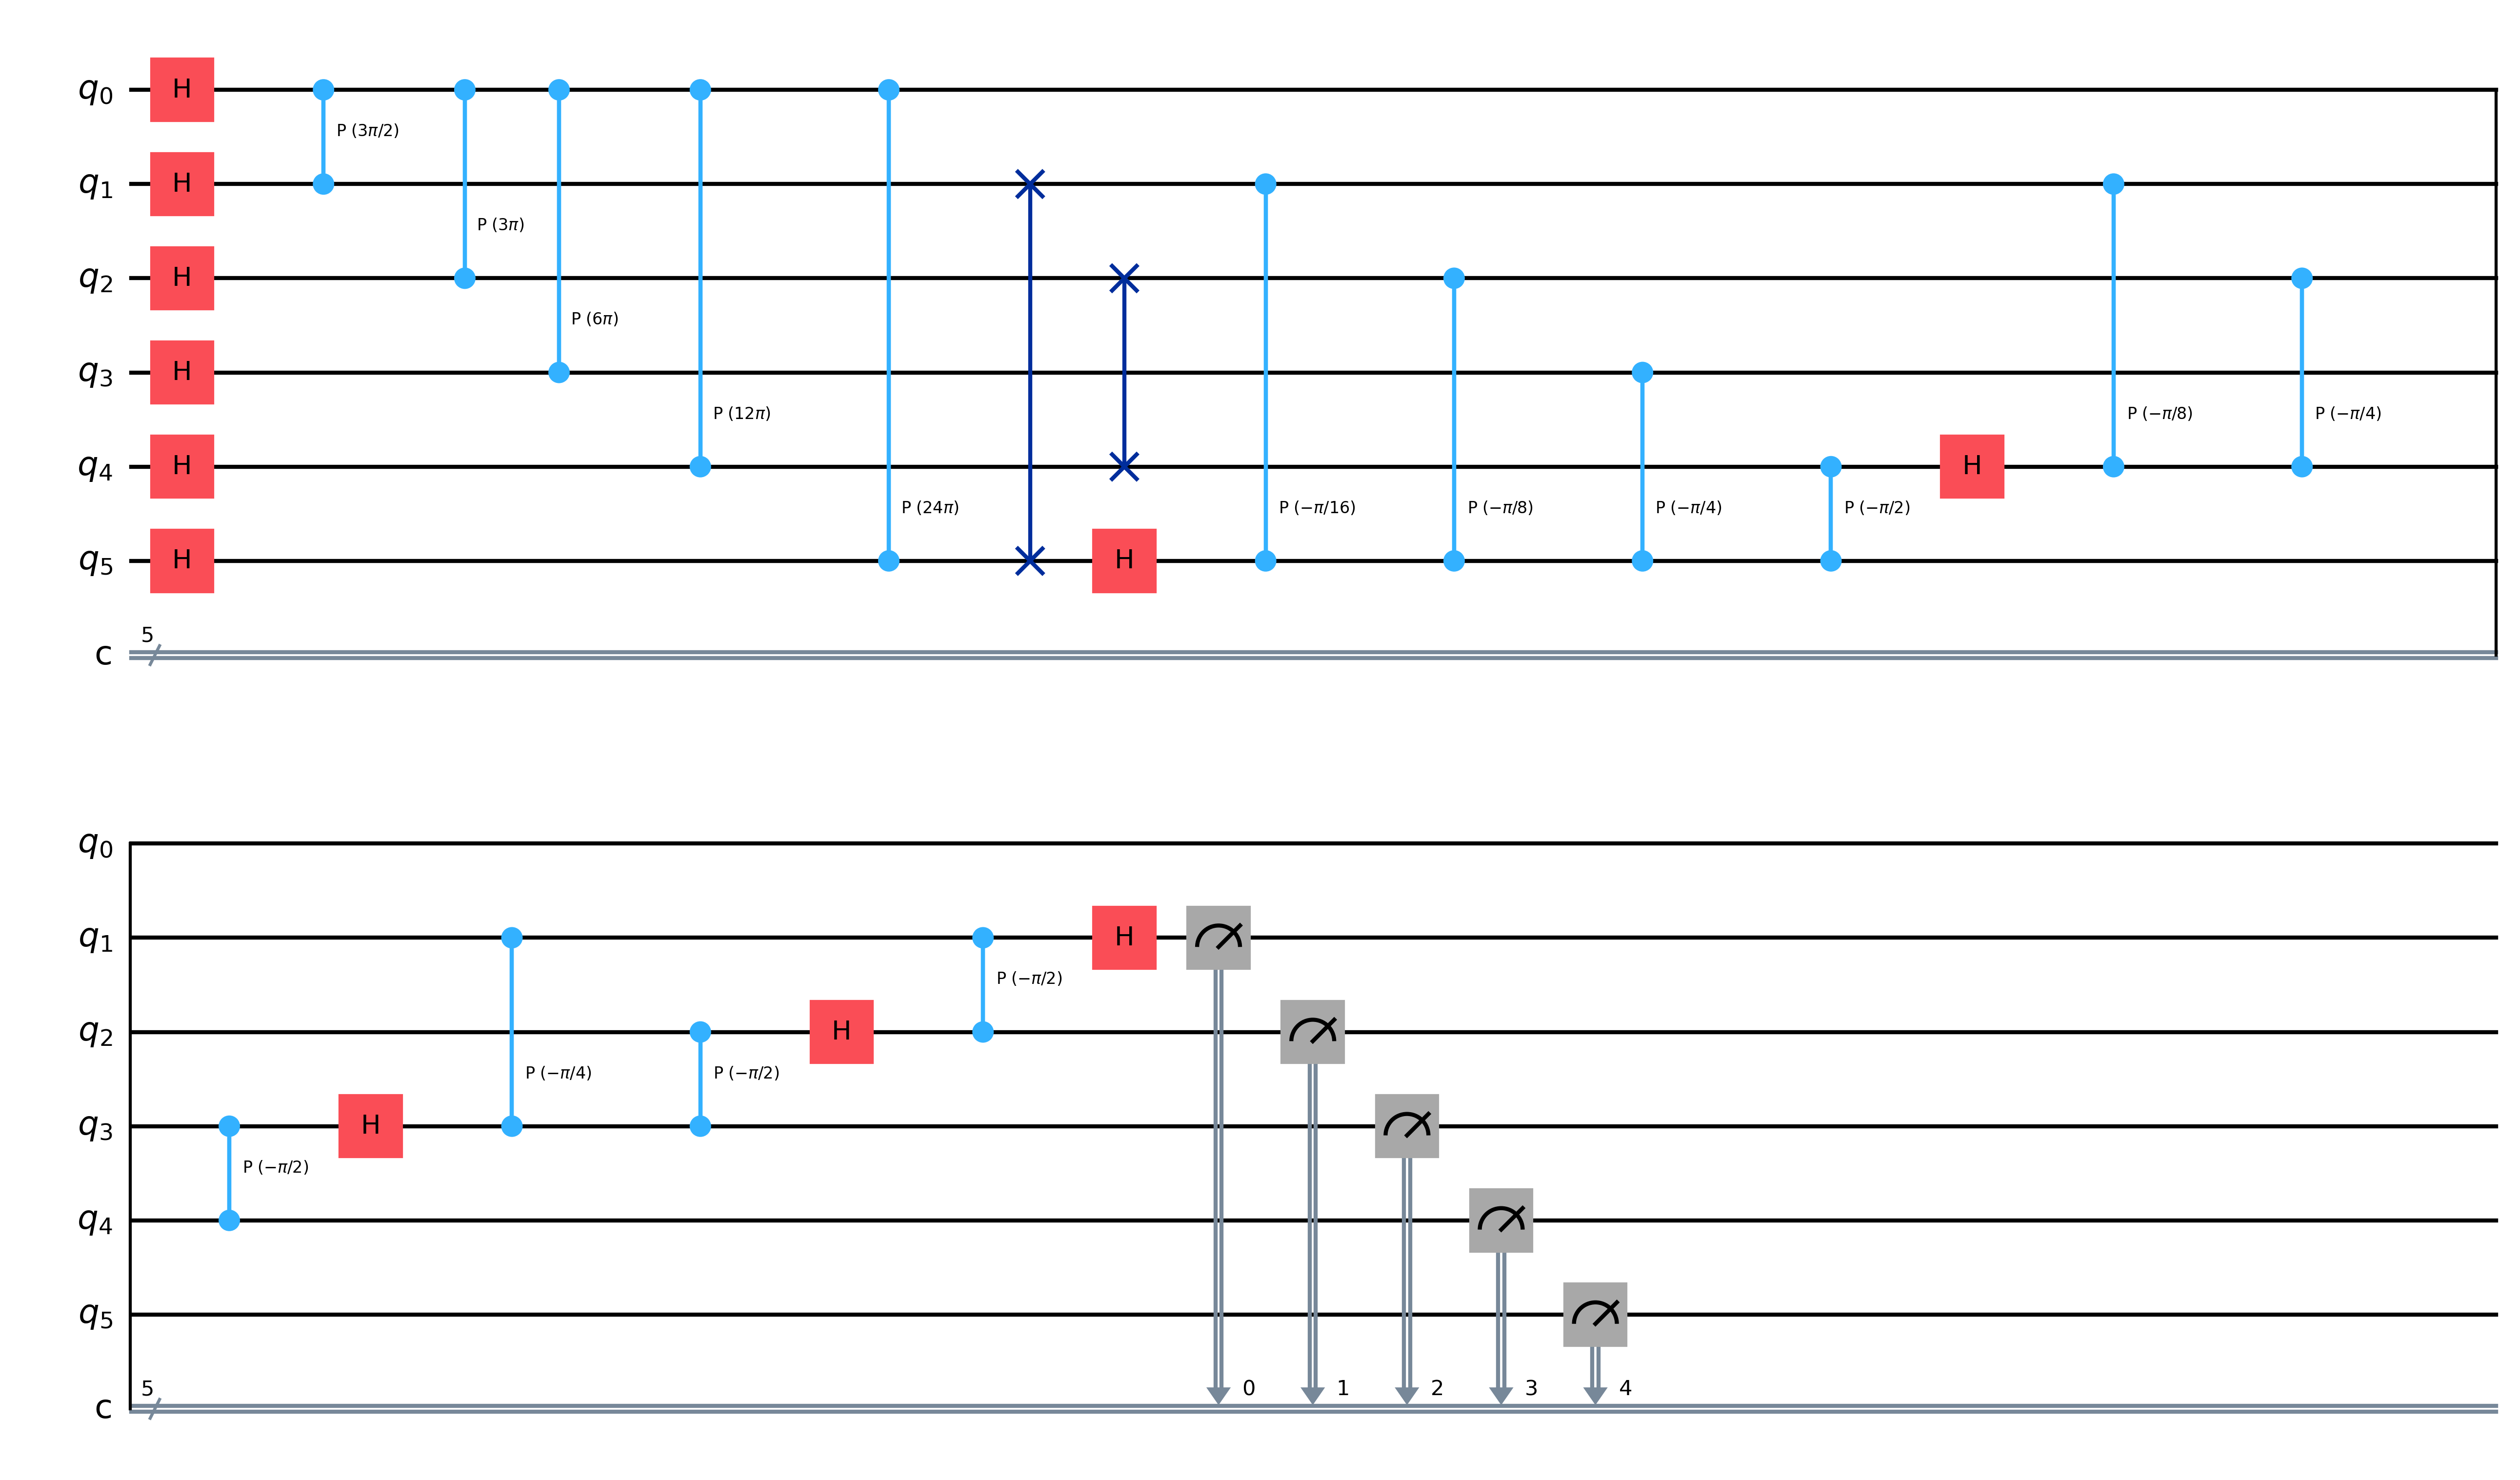 q0 H
P (3π/2)
q1 H
P (3π)
q2 H
P (6π)
q3 H
P (12π) P (−π/8) P (−π/4)
q4 H H
P (24π) P (−π/16) P (−π/8) P (−π/4) P (−π/2)
q5 H H
5
c
q0
q1 H
P (−π/2)
q2 H
P (−π/4) P (−π/2)
q3 H
P (−π/2)
q4
q5
5 0 1 2 3 4
c